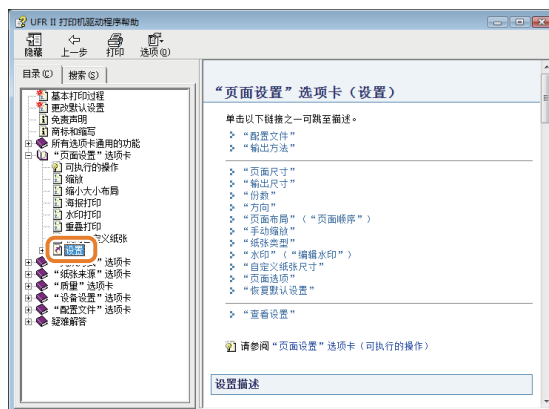 UFR II 打印机驱动程序帮助
隐藏 上一步 打印 选项(O)
目录(C) 搜索(S)
基本打印过程
更改默认设置
免责声明
商标和缩写
所有选项卡通用的功能
“页面设置”选项卡
可执行的操作
缩放
缩小大小布局
海报打印
水印打印
重叠打印
定义纸张
设置
选项卡
“纸张来源”选项卡
“质量”选项卡
“设备设置”选项卡
“配置文件”选项卡
疑难解答
“页面设置”选项卡(设置)
单击以下链接之一可跳至描述。
“配置文件”
“输出方法”
“页面尺寸”
“输出尺寸”
“份数”
“方向”
“页面布局”(“页面顺序”)
“手动缩放”
“纸张类型”
“水印”(“编辑水印”)
“自定义纸张尺寸”
“页面选项”
“恢复默认设置”
“查看设置”
请参阅“页面设置”选项卡(可执行的操作)
设置描述